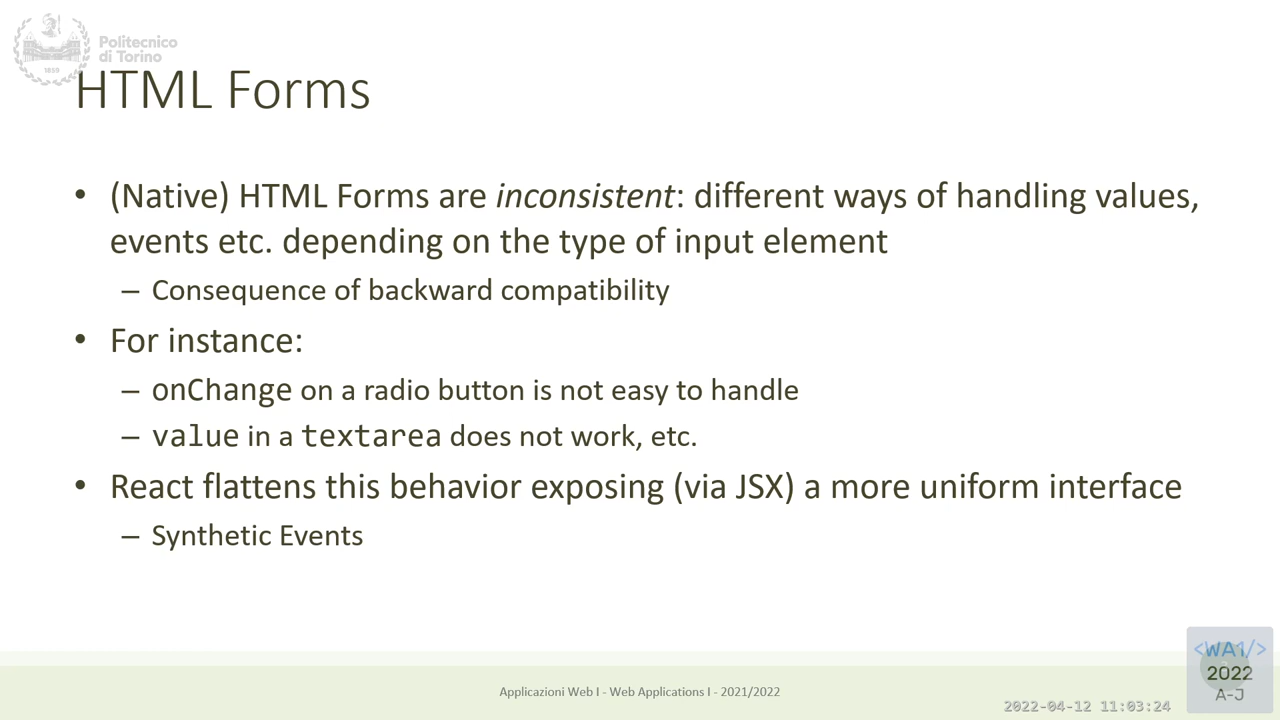 Politecnico
di Torino
1859
HTML Forms
• (Native) HTML Forms are inconsistent: different ways of handling values,
events etc. depending on the type of input element
– Consequence of backward compatibility
• For instance:
– onChange on a radio button is not easy to handle
– value in a textarea does not work, etc.
• React flattens this behavior exposing (via JSX) a more uniform interface
– Synthetic Events
Applicazioni Web I - Web Applications I - 2021/2022
2022-04-12 11:03:24
<WA1/>
2022
A-J